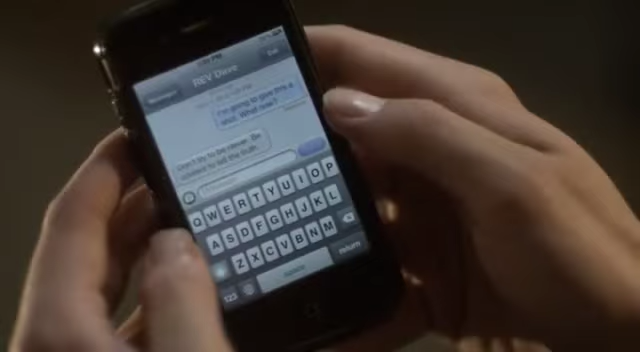 REV Dave
Edit
I'm going to give this a
shot. What now?
Don't try to be clever. Be
content to tell the truth.
Q W E R T Y U I O P
A S D F G H J K L
Z X C V B N M
123
space
return